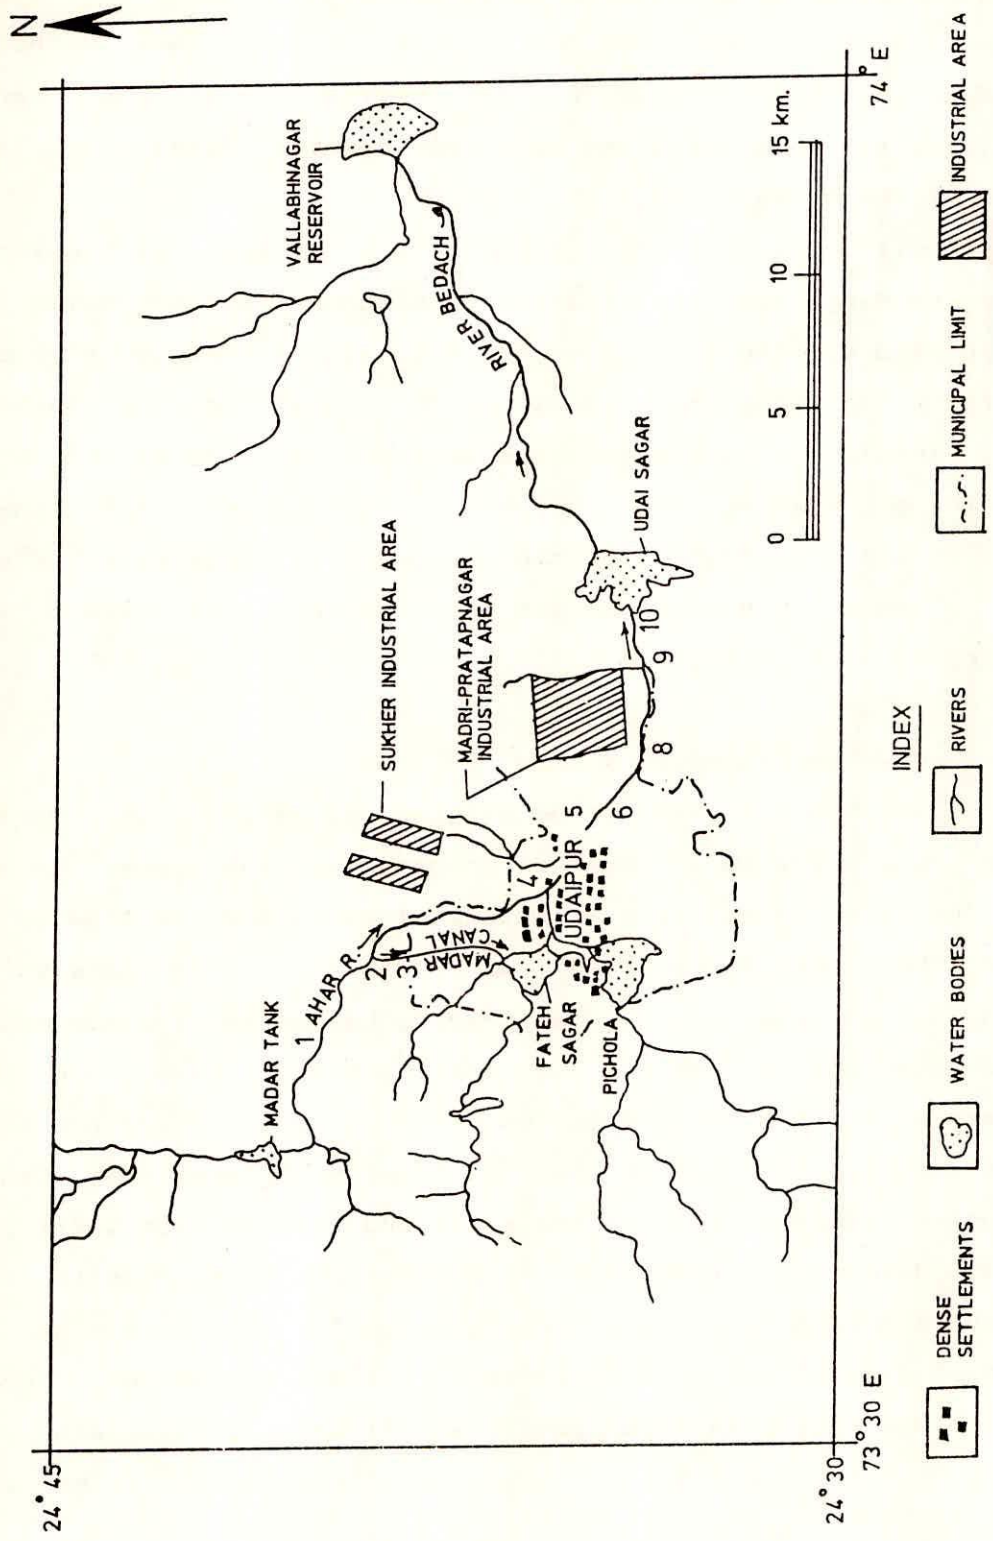 N
24° 45'
24° 30'
73° 30 E
74° E
VALLABHNAGAR
RESERVOIR
RIVER BEDACH
SUKHER INDUSTRIAL AREA
MADRI-PRATAPNAGAR
INDUSTRIAL AREA
UDAI SAGAR
MADAR TANK
AHAR R.
MADAR
CANAL
FATEH
SAGAR
PICHOLA
UDAIPUR
1
2
3
4
5
6
8
9
10
0 5 10 15 km.
INDEX
DENSE
SETTLEMENTS
WATER BODIES
RIVERS
MUNICIPAL LIMIT
INDUSTRIAL AREA